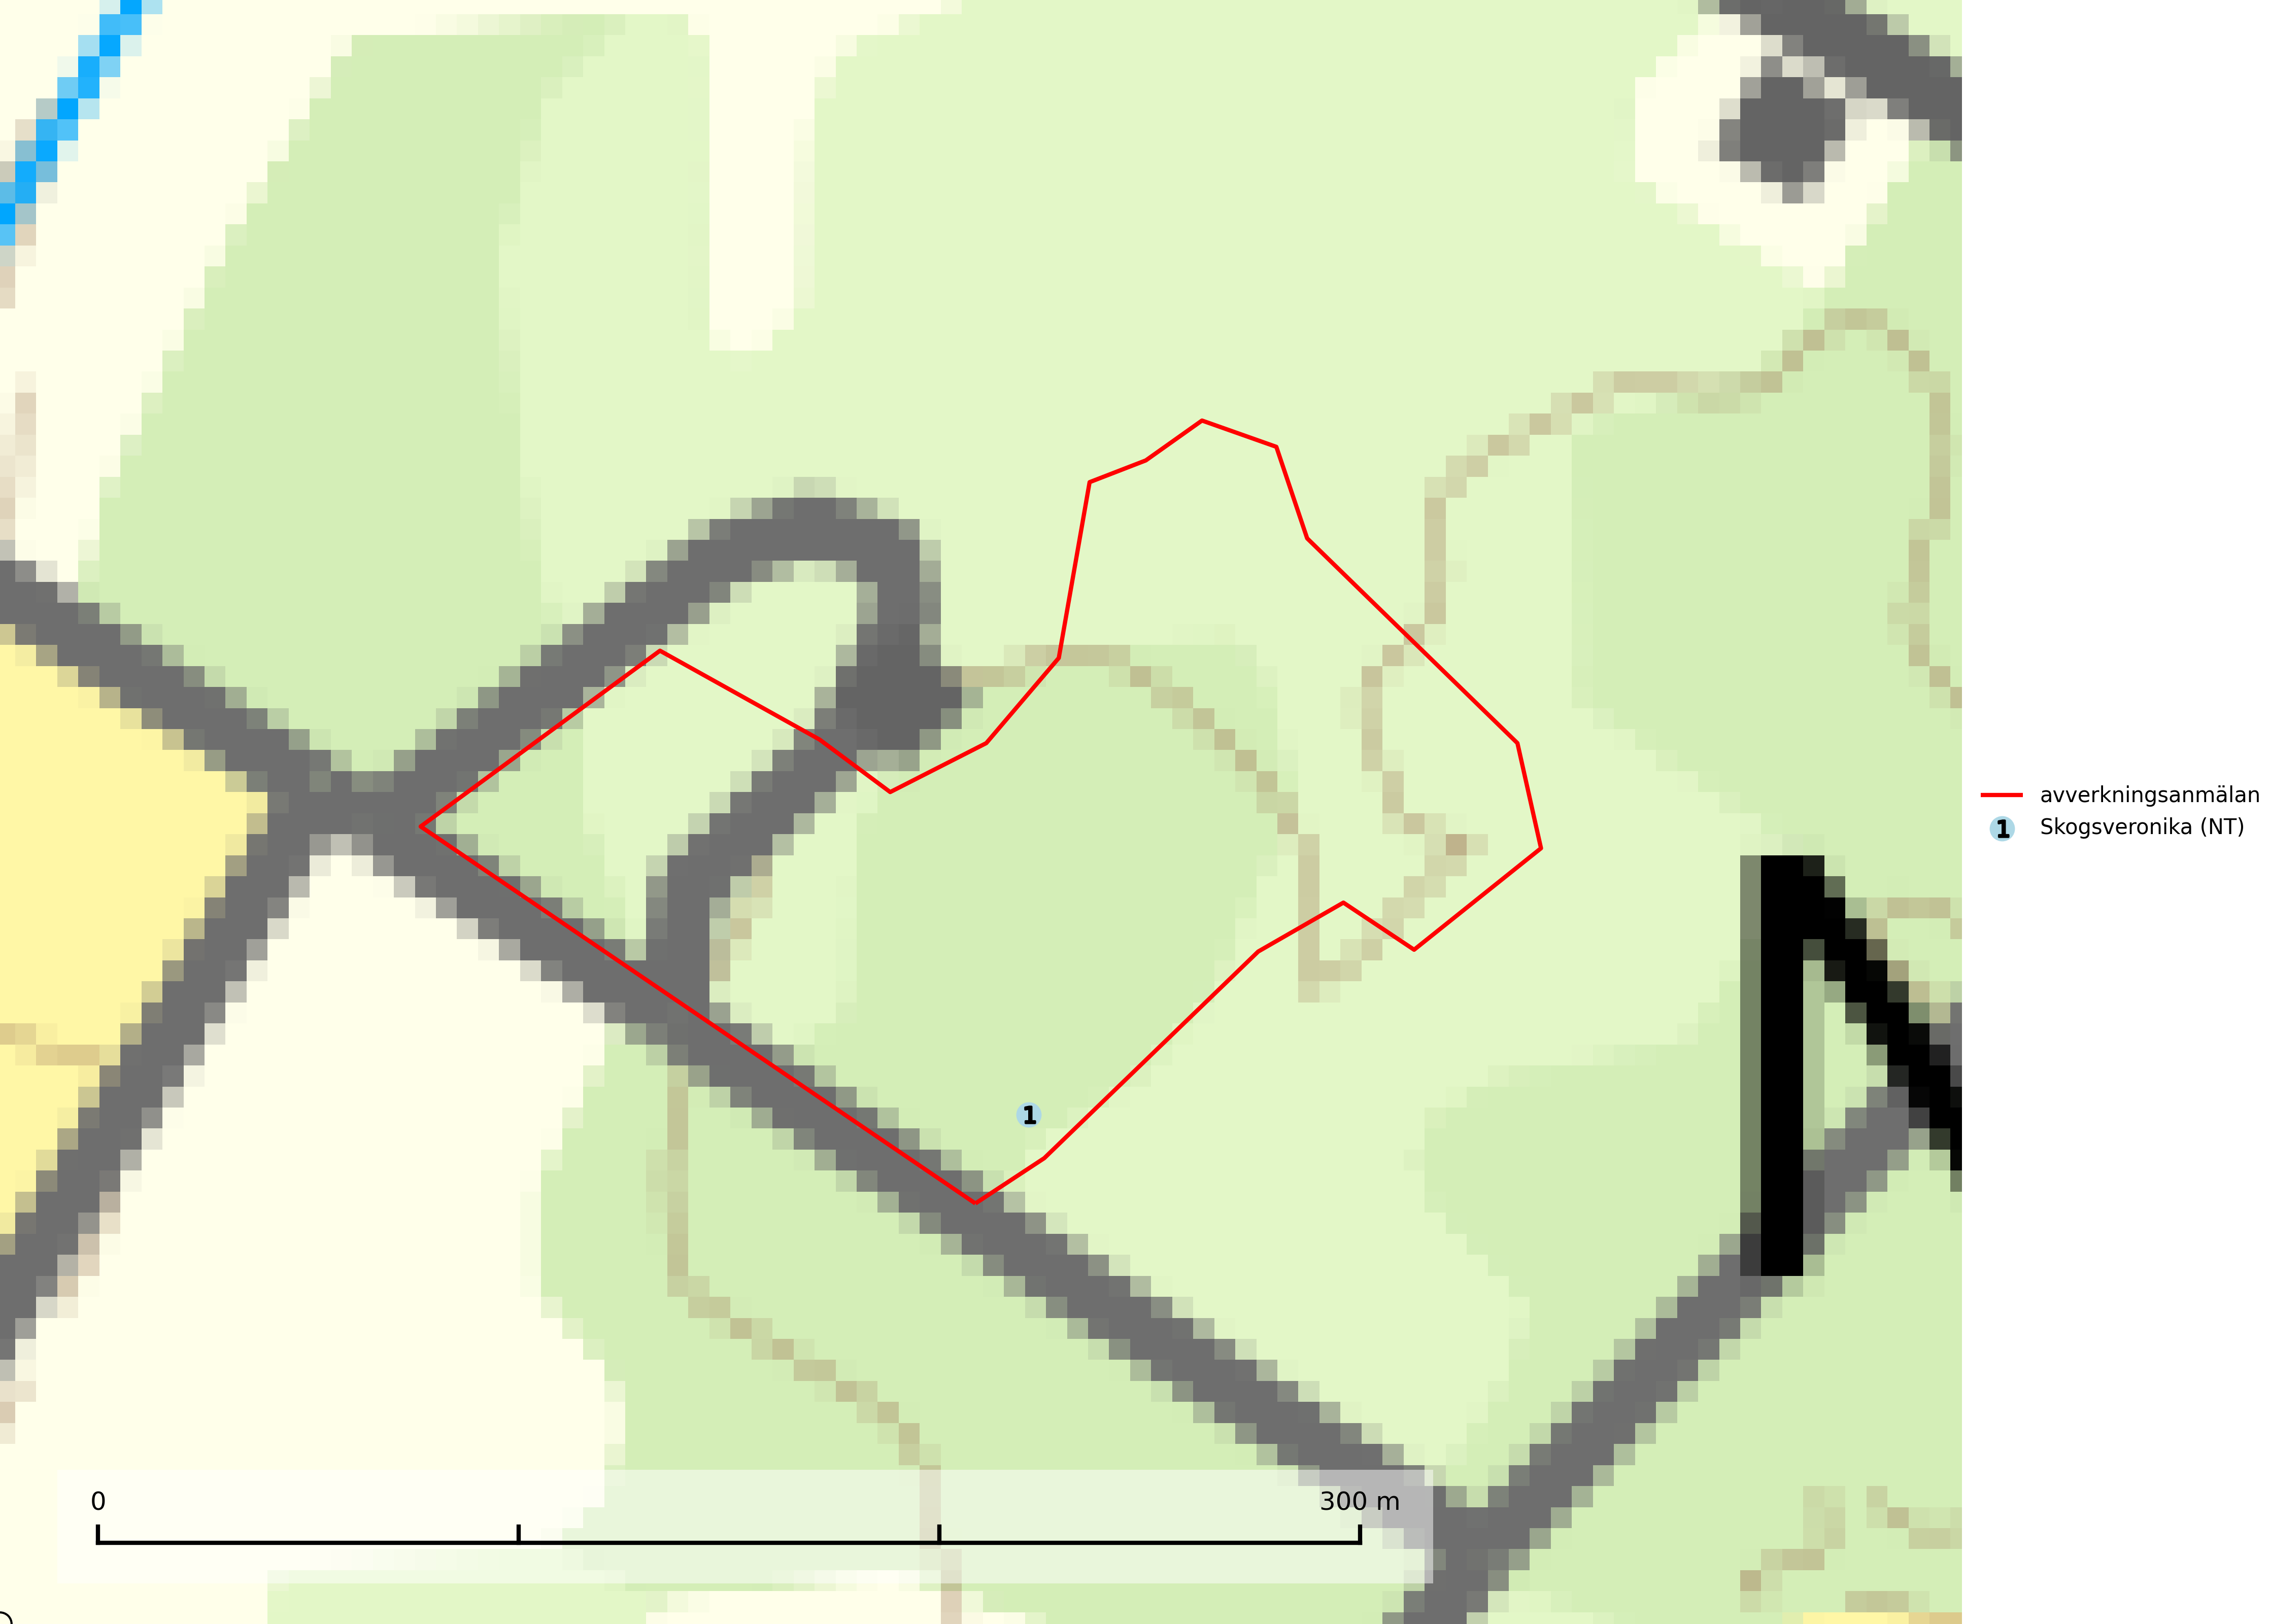 avverkningsanmälan
1 Skogsveronika (NT)
1
0 300 m